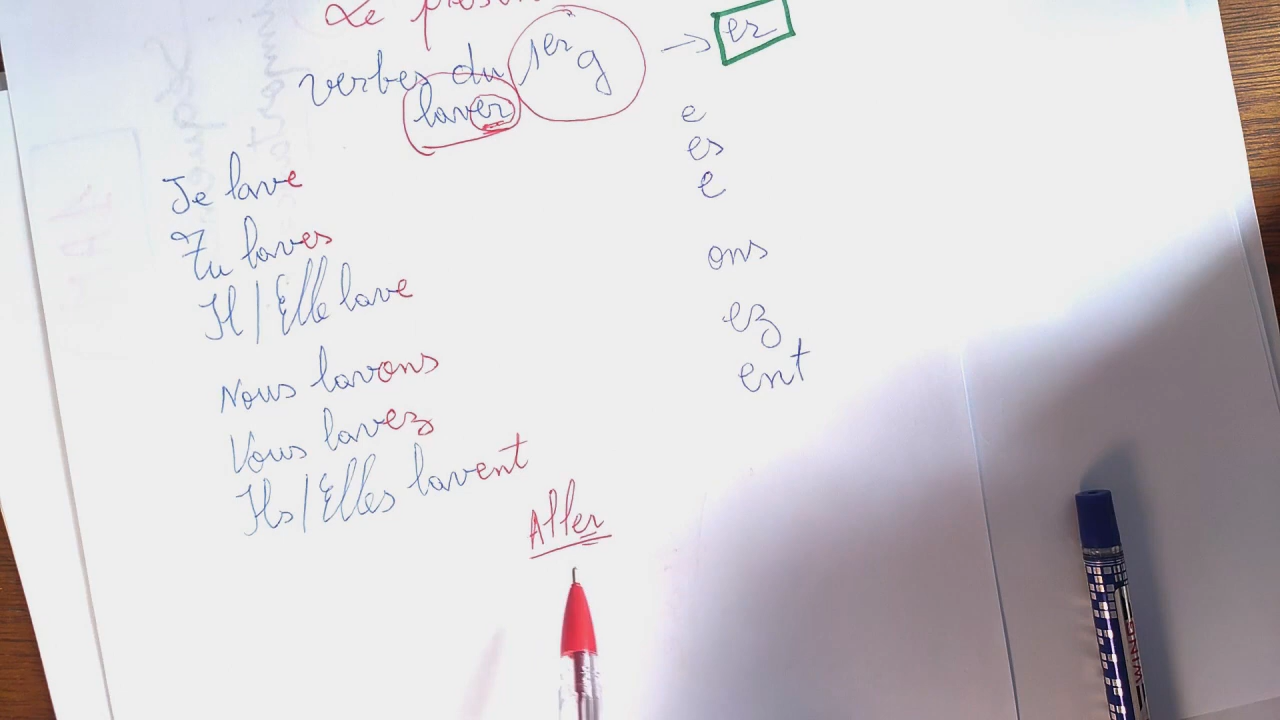 Le présent
verbes du 1er g → er
laver
e
es
e
ons
ez
ent
Je lave
Tu laves
Il / Elle lave
Nous lavons
Vous lavez
Ils / Elles lavent
Aller
WING